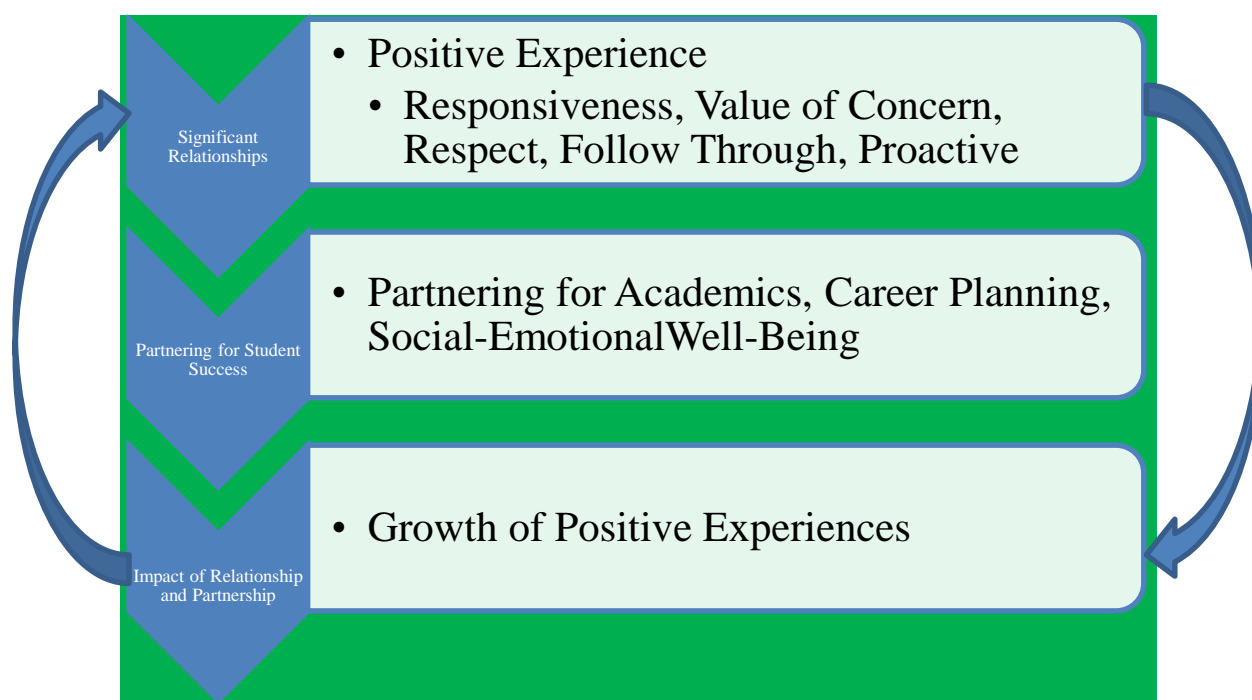 Significant
Relationships
• Positive Experience
• Responsiveness, Value of Concern,
Respect, Follow Through, Proactive
Partnering for Student
Success
• Partnering for Academics, Career Planning,
Social-EmotionalWell-Being
Impact of Relationship
and Partnership
• Growth of Positive Experiences